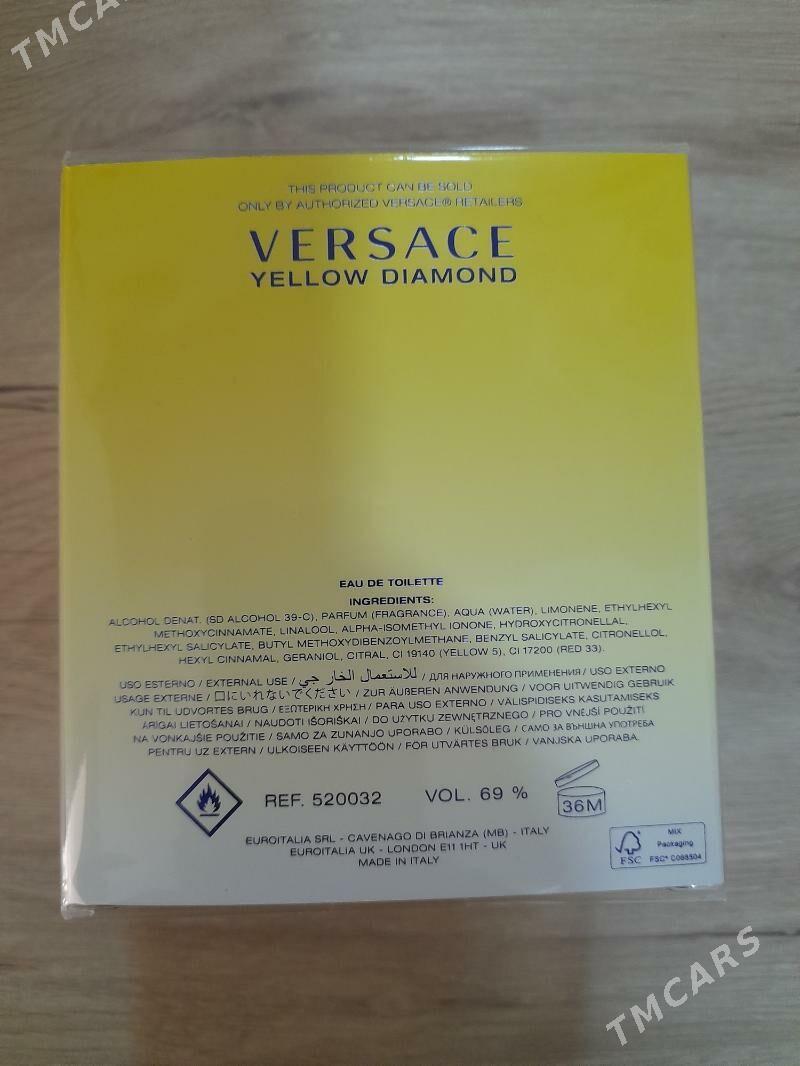 TMCARS
THIS PRODUCT CAN BE SOLD
ONLY BY AUTHORIZED VERSACE® RETAILERS
VERSACE
YELLOW DIAMOND
EAU DE TOILETTE
INGREDIENTS:
ALCOHOL DENAT. (SD ALCOHOL 39-C), PARFUM (FRAGRANCE), AQUA (WATER), LIMONENE, ETHYLHEXYL
METHOXYCINNAMATE, LINALOOL, ALPHA-ISOMETHYL IONONE, HYDROXYCITRONELLAL,
ETHYLHEXYL SALICYLATE, BUTYL METHOXYDIBENZOYLMETHANE, BENZYL SALICYLATE, CITRONELLOL,
HEXYL CINNAMAL, GERANIOL, CITRAL, CI 19140 (YELLOW 5), CI 17200 (RED 33).
USO ESTERNO / EXTERNAL USE / للاستعمال الخار جي / ДЛЯ НАРУЖНОГО ПРИМЕНЕНИЯ / USO EXTERNO
USAGE EXTERNE / 口にいれないでください / ZUR ÄUßEREN ANWENDUNG / VOOR UITWENDIG GEBRUIK
KUN TIL UDVORTES BRUG / ΕΞΩΤΕΡΙΚΗ ΧΡΗΣΗ / PARA USO EXTERNO / VÄLISPIDISEKS KASUTAMISEKS
ĀRĪGAI LIETOŠANAI / NAUDOTI IŠORIŠKAI / DO UŻYTKU ZEWNĘTRZNEGO / PRO VNĚJŠÍ POUŽITÍ
NA VONKAJŠIE POUŽITIE / SAMO ZA ZUNANJO UPORABO / KÜLSŐLEG / САМО ЗА ВЪНШНА УПОТРЕБА
PENTRU UZ EXTERN / ULKOISEEN KÄYTTÖÖN / FÖR UTVÄRTES BRUK / VANJSKA UPORABA.
REF. 520032 VOL. 69 % 36M
EUROITALIA SRL - CAVENAGO DI BRIANZA (MB) - ITALY
EUROITALIA UK - LONDON E11 1HT - UK
MADE IN ITALY
FSC
MIX
Packaging
FSC®
TMCARS